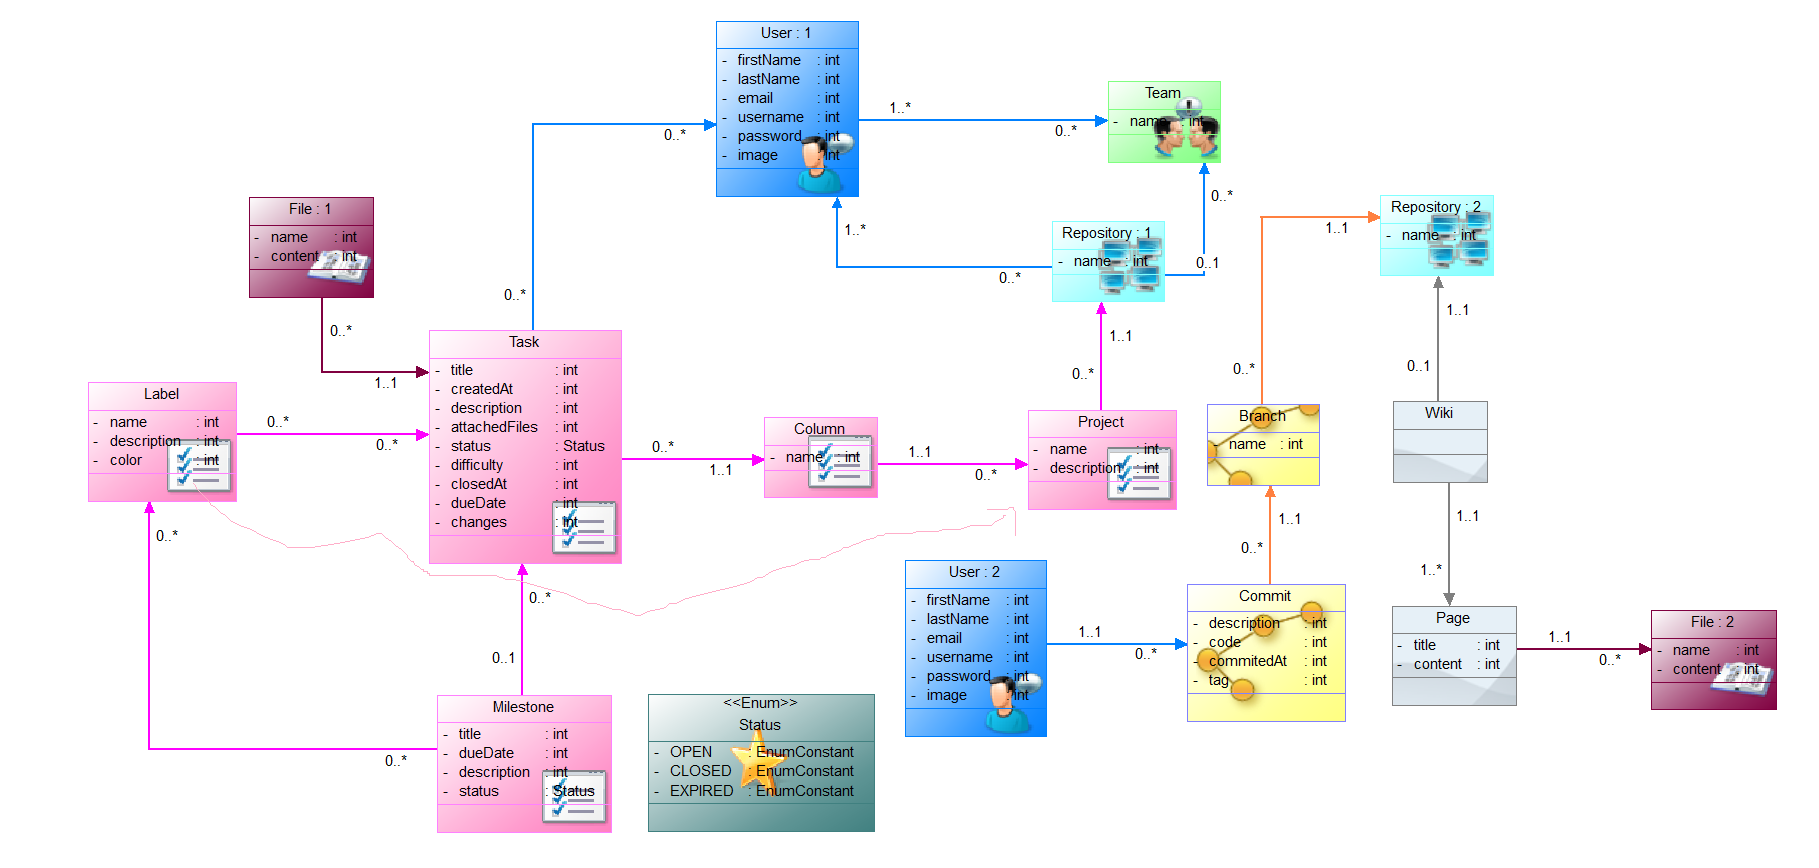 User : 1
- firstName : int
- lastName : int
- email : int
- username : int
- password : int
- image : int
1..*
0..*
0..*
Team
- name : int
0..*
1..*
0..*
Repository : 1
- name : int
0..1
Repository : 2
- name : int
1..1
File : 1
- name : int
- content : int
0..*
1..1
0..*
Task
- title : int
- createdAt : int
- description : int
- attachedFiles : int
- status : Status
- difficulty : int
- closedAt : int
- dueDate : int
- changes : int
Label
- name : int
- description : int
- color : int
0..*
0..*
0..*
1..1
Column
- name : int
1..1
0..*
1..1
0..*
Project
- name : int
- description : int
0..*
Branch
- name : int
1..1
0..1
Wiki
1..1
1..*
1..1
0..*
0..*
0..*
0..1
User : 2
- firstName : int
- lastName : int
- email : int
- username : int
- password : int
- image : int
1..1
0..*
Commit
- description : int
- code : int
- commitedAt : int
- tag : int
Page
- title : int
- content : int
1..1
0..*
File : 2
- name : int
- content : int
Milestone
- title : int
- dueDate : int
- description : int
- status : Status
0..*
<<Enum>>
Status
- OPEN : EnumConstant
- CLOSED : EnumConstant
- EXPIRED : EnumConstant